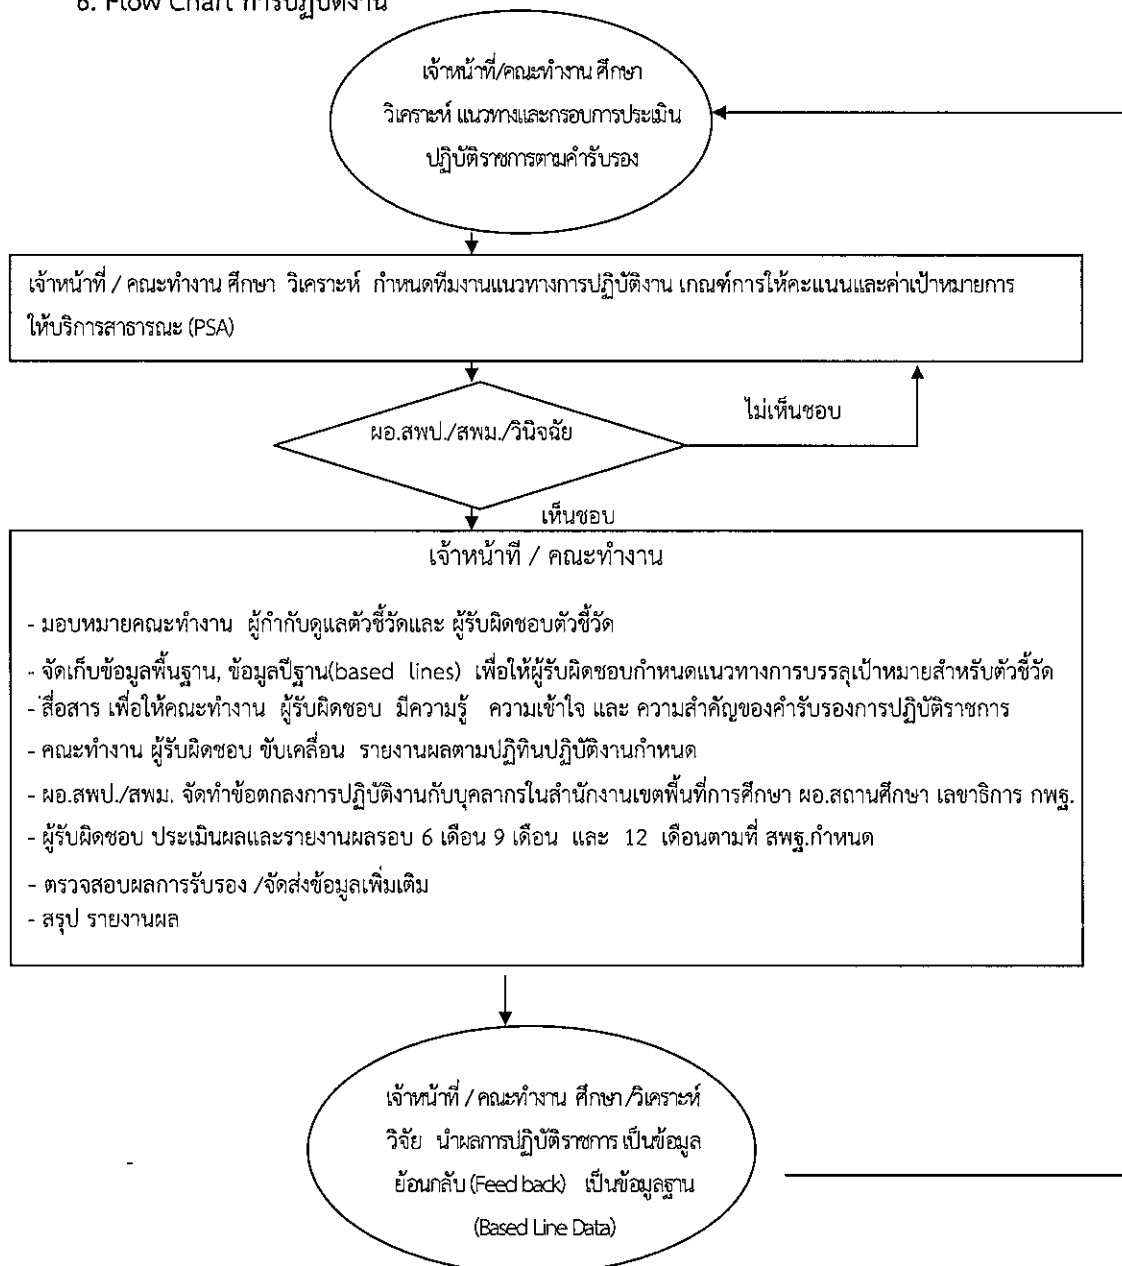 6. Flow Chart การปฏิบัติงาน
เจ้าหน้าที่/คณะทำงาน ศึกษา
วิเคราะห์ แนวทางและกรอบการประเมิน
ปฏิบัติราชการตามคำรับรอง
เจ้าหน้าที่ / คณะทำงาน ศึกษา วิเคราะห์ กำหนดทีมงานแนวทางการปฏิบัติงาน เกณฑ์การให้คะแนนและค่าเป้าหมายการ
ให้บริการสาธารณะ (PSA)
ไม่เห็นชอบ
ผอ.สพป./สพม./วินิจฉัย
เห็นชอบ
เจ้าหน้าที่ / คณะทำงาน
- มอบหมายคณะทำงาน ผู้กำกับดูแลตัวชี้วัดและ ผู้รับผิดชอบตัวชี้วัด
- จัดเก็บข้อมูลพื้นฐาน, ข้อมูลปีฐาน(based lines) เพื่อให้ผู้รับผิดชอบกำหนดแนวทางการบรรลุเป้าหมายสำหรับตัวชี้วัด
- สื่อสาร เพื่อให้คณะทำงาน ผู้รับผิดชอบ มีความรู้ ความเข้าใจ และ ความสำคัญของคำรับรองการปฏิบัติราชการ
- คณะทำงาน ผู้รับผิดชอบ ขับเคลื่อน รายงานผลตามปฏิทินปฏิบัติงานกำหนด
- ผอ.สพป./สพม. จัดทำข้อตกลงการปฏิบัติงานกับบุคลากรในสำนักงานเขตพื้นที่การศึกษา ผอ.สถานศึกษา เลขาธิการ กพฐ.
- ผู้รับผิดชอบ ประเมินผลและรายงานผลรอบ 6 เดือน 9 เดือน และ 12 เดือนตามที่ สพฐ.กำหนด
- ตรวจสอบผลการรับรอง /จัดส่งข้อมูลเพิ่มเติม
- สรุป รายงานผล
เจ้าหน้าที่ / คณะทำงาน ศึกษา /วิเคราะห์
วิจัย นำผลการปฏิบัติราชการ เป็นข้อมูล
ย้อนกลับ (Feed back) เป็นข้อมูลฐาน
(Based Line Data)